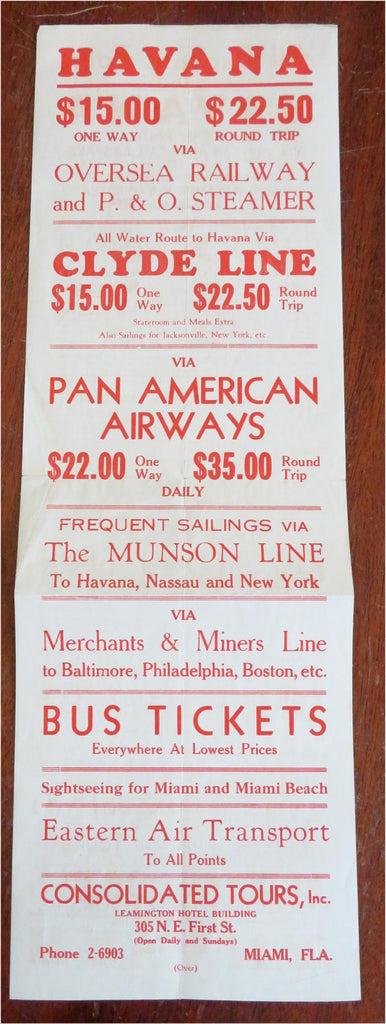 HAVANA
$15.00 $22.50
ONE WAY ROUND TRIP
VIA
OVERSEA RAILWAY
and P. & O. STEAMER
All Water Route to Havana Via
CLYDE LINE
$15.00 One Way $22.50 Round Trip
Stateroom and Meals Extra
Also Sailings for Jacksonville, New York, etc.
VIA
PAN AMERICAN
AIRWAYS
$22.00 One Way $35.00 Round Trip
DAILY
FREQUENT SAILINGS VIA
The MUNSON LINE
To Havana, Nassau and New York
VIA
Merchants & Miners Line
to Baltimore, Philadelphia, Boston, etc.
BUS TICKETS
Everywhere At Lowest Prices
Sightseeing for Miami and Miami Beach
Eastern Air Transport
To All Points
CONSOLIDATED TOURS, Inc.
LEAMINGTON HOTEL BUILDING
305 N. E. First St.
(Open Daily and Sundays)
Phone 2-6903 MIAMI, FLA.
(Over)